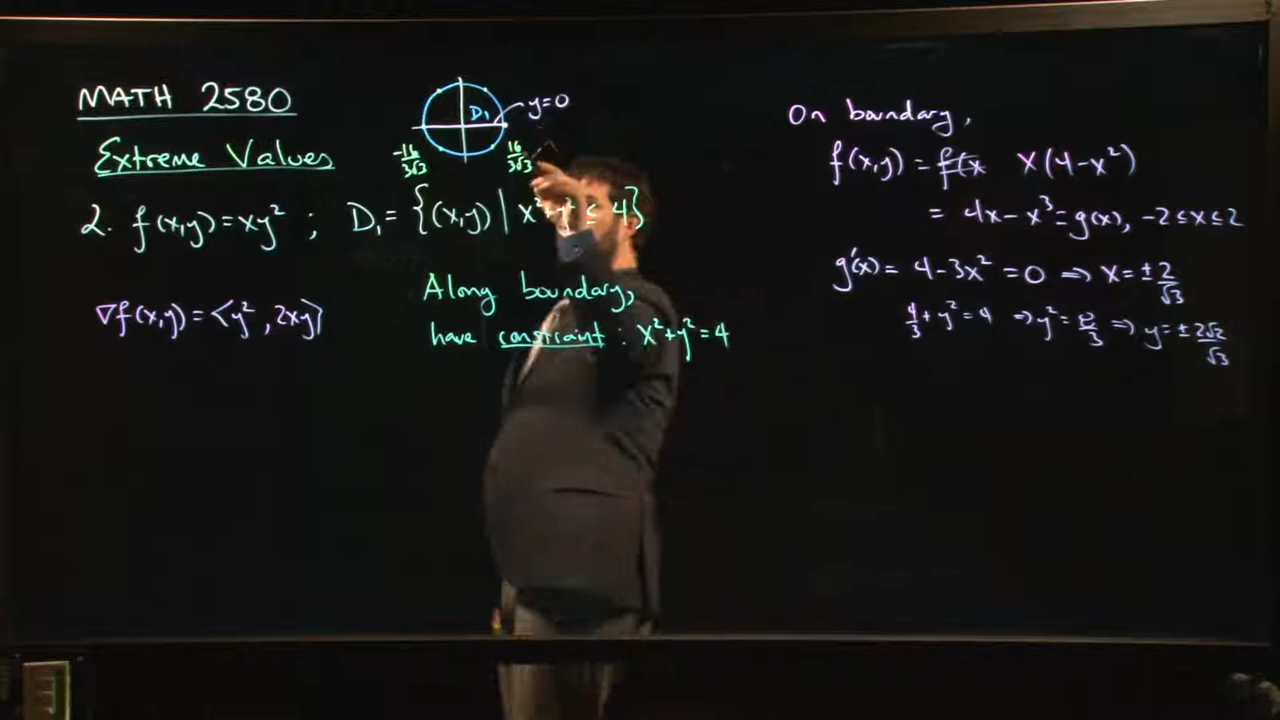 MATH 2580
Extreme Values
D₁
y=0
-16/3√3
16/3√3
2. f(x,y)=xy² ; D₁ = {(x,y) | x²+y² ≤ 4}
∇f(x,y)=⟨y², 2xy⟩
Along boundary,
have constraint : x²+y²=4
On boundary,
f(x,y) = f(x x(4-x²)
= 4x-x³=g(x), -2≤x≤2
g'(x)= 4-3x² =0 ⇒ x=±2/√3
4/3+y²=4 ⇒y²=8/3 ⇒ y=±2√2/√3